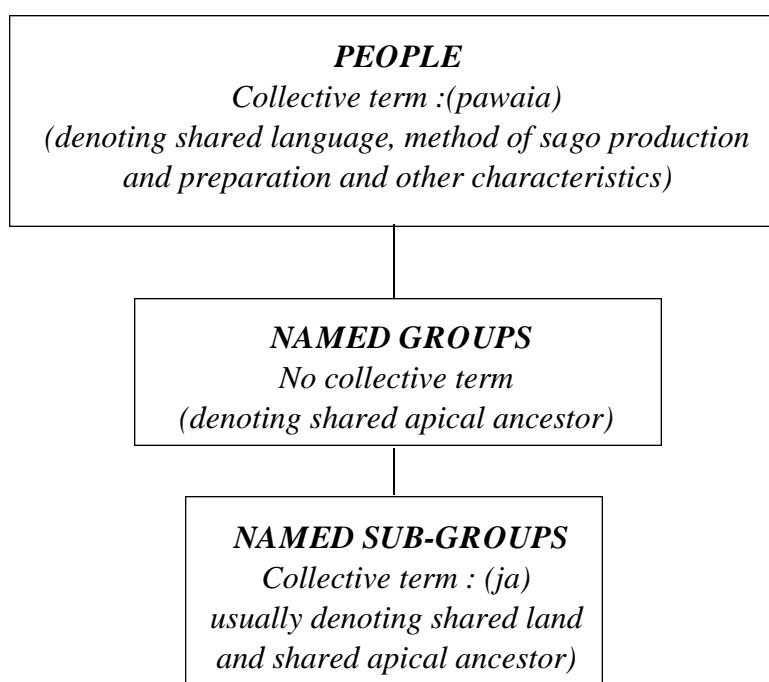 PEOPLE
Collective term :(pawaia)
(denoting shared language, method of sago production
and preparation and other characteristics)
NAMED GROUPS
No collective term
(denoting shared apical ancestor)
NAMED SUB-GROUPS
Collective term : (ja)
usually denoting shared land
and shared apical ancestor)